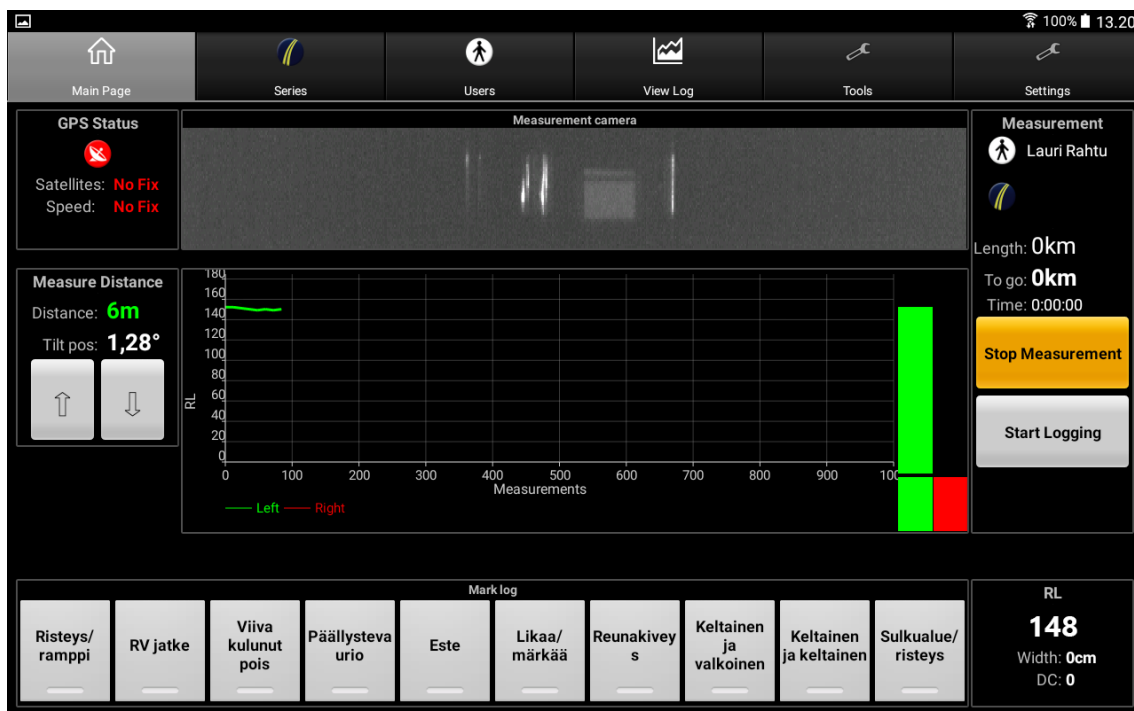 100% 13.20
Main Page
Series
Users
View Log
Tools
Settings
GPS Status
Satellites: No Fix
Speed: No Fix
Measurement camera
Measurement
Lauri Rahtu
Length: 0km
To go: 0km
Time: 0:00:00
Stop Measurement
Start Logging
Measure Distance
Distance: 6m
Tilt pos: 1,28°
180
160
140
120
100
80
60
40
20
0
RL
0 100 200 300 400 500 600 700 800 900 100
Measurements
Left Right
Mark log
Risteys/
ramppi
RV jatke
Viiva
kulunut
pois
Päällysteva
urio
Este
Likaa/
märkää
Reunakivey
s
Keltainen
ja
valkoinen
Keltainen
ja keltainen
Sulkualue/
risteys
RL
148
Width: 0cm
DC: 0